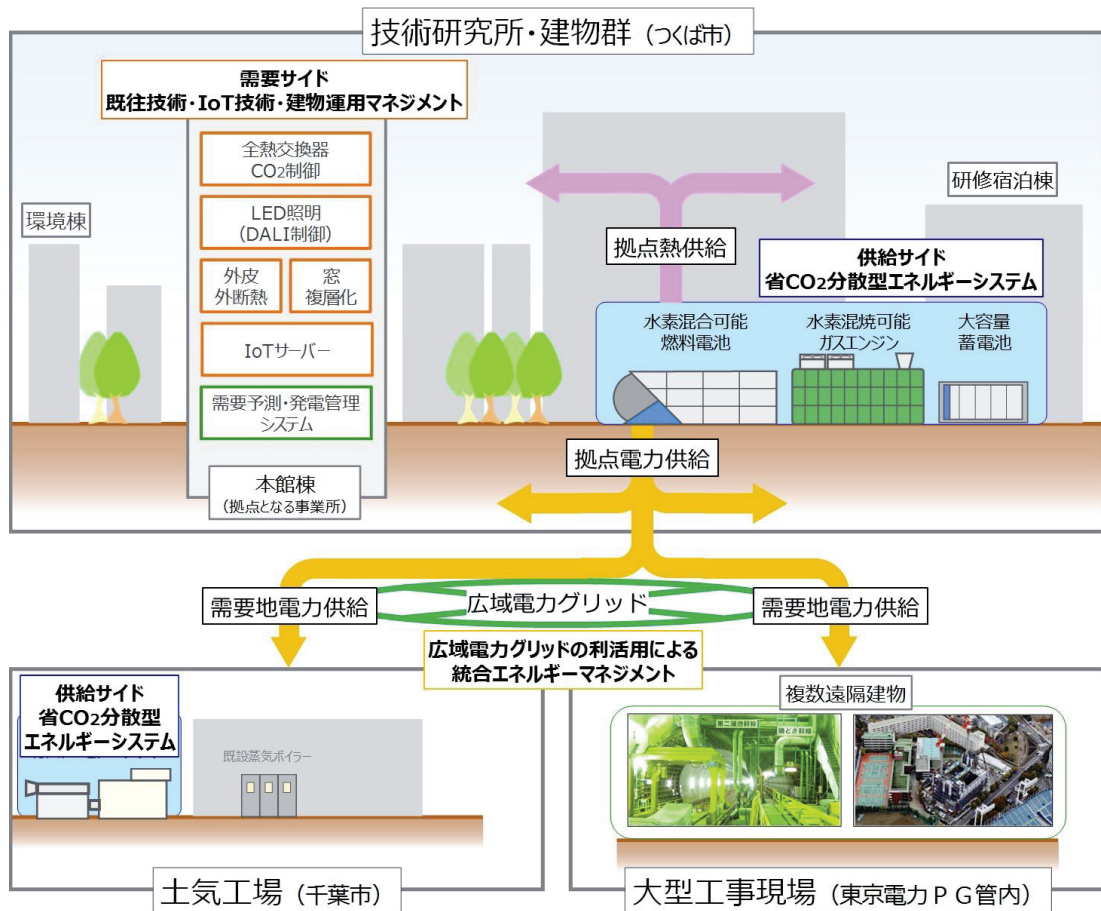 技術研究所・建物群（つくば市）
需要サイド
既往技術・IoT技術・建物運用マネジメント
全熱交換器
CO2制御
LED照明
（DALI制御）
外皮
外断熱
窓
複層化
IoTサーバー
需要予測・発電管理
システム
本館棟
（拠点となる事業所）
環境棟
研修宿泊棟
拠点熱供給
供給サイド
省CO2分散型エネルギーシステム
水素混合可能
燃料電池
水素混焼可能
ガスエンジン
大容量
蓄電池
拠点電力供給
需要地電力供給
広域電力グリッド
需要地電力供給
広域電力グリッドの利活用による
統合エネルギーマネジメント
供給サイド
省CO2分散型
エネルギーシステム
既設蒸気ボイラー
土気工場（千葉市）
複数遠隔建物
勝どき幹線
大型工事現場（東京電力ＰＧ管内）